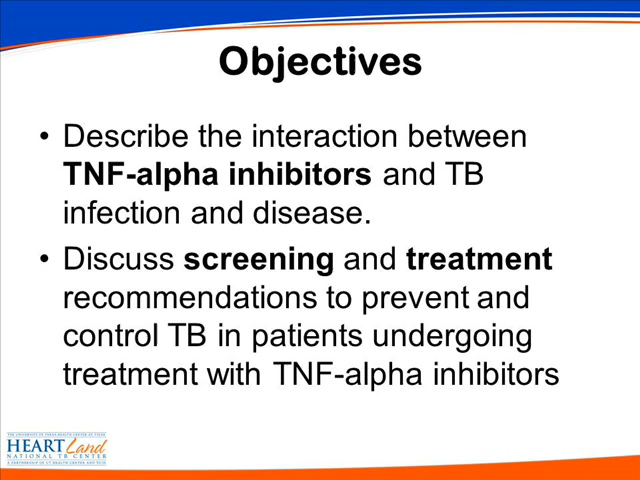 Objectives
• Describe the interaction between
TNF-alpha inhibitors and TB
infection and disease.
• Discuss screening and treatment
recommendations to prevent and
control TB in patients undergoing
treatment with TNF-alpha inhibitors
HEARTLand
NATIONAL TB CENTER